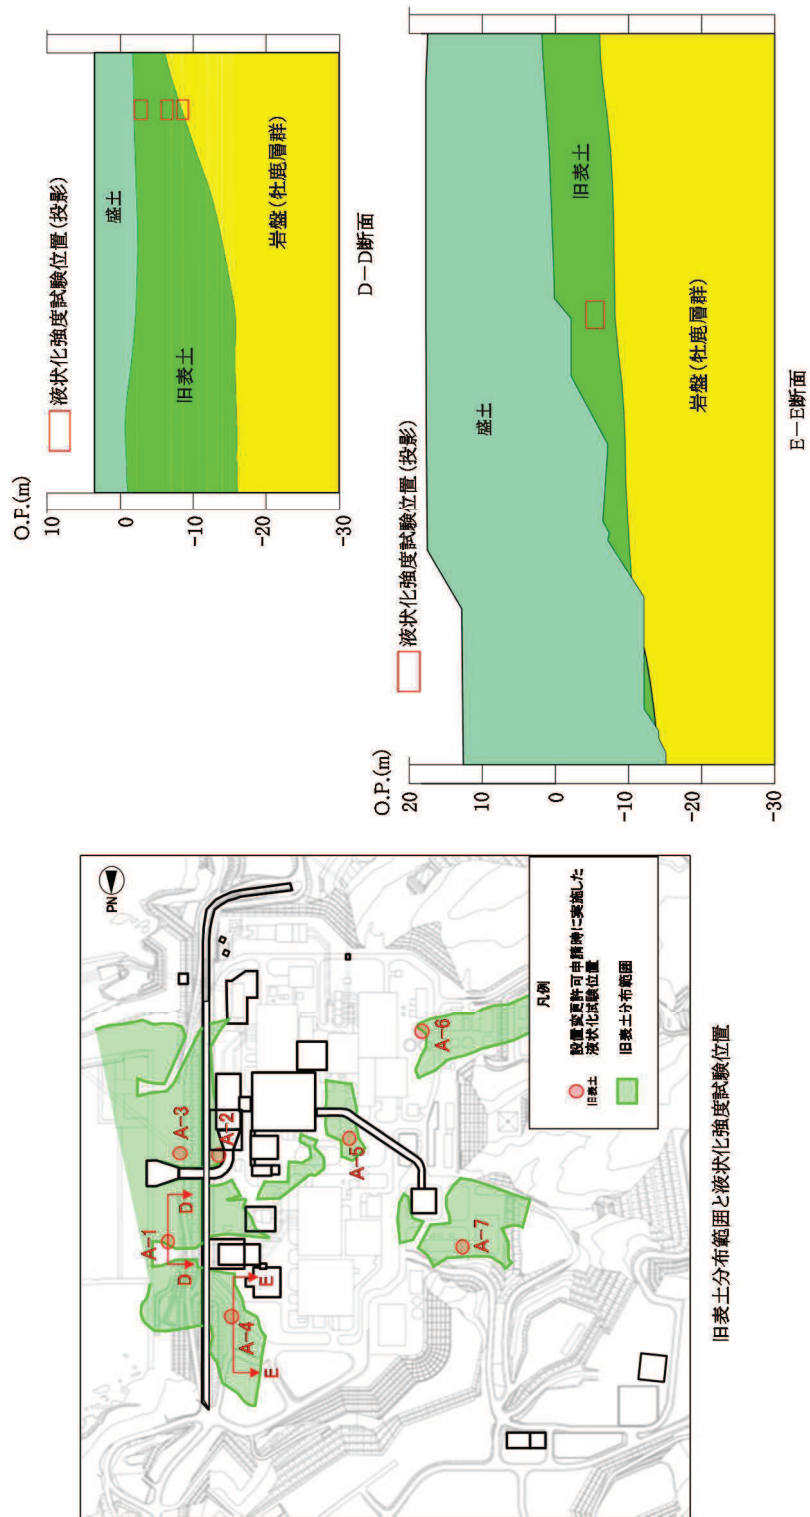 O.P.(m)
液状化強度試験位置(投影)
10
0
-10
-20
-30
盛土
旧表土
岩盤(牡鹿層群)
D-D断面
O.P.(m)
液状化強度試験位置(投影)
20
10
0
-10
-20
-30
盛土
旧表土
岩盤(牡鹿層群)
E-E断面
PN
A-1
A-2
A-3
A-4
A-5
A-6
A-7
D
D
E
E
凡例
旧表土
設置変更許可申請時に実施した
液状化試験位置
旧表土分布範囲
旧表土分布範囲と液状化強度試験位置